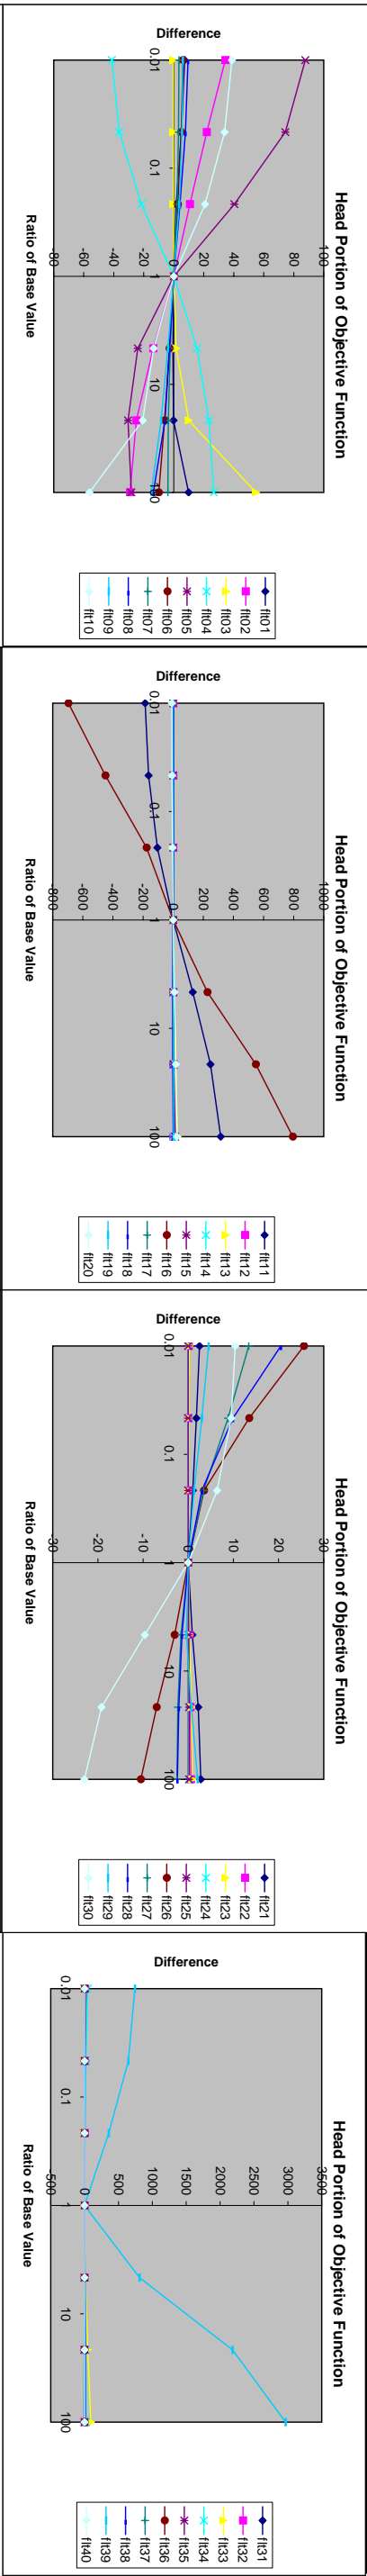 Head Portion of Objective Function
Difference
100
80
60
40
20
0
-20
-40
-60
-80
0.01
0.1
1
10
100
Ratio of Base Value
flt01
flt02
flt03
flt04
flt05
flt06
flt07
flt08
flt09
flt10
Head Portion of Objective Function
Difference
1000
800
600
400
200
0
-200
-400
-600
-800
0.01
0.1
1
10
100
Ratio of Base Value
flt11
flt12
flt13
flt14
flt15
flt16
flt17
flt18
flt19
flt20
Head Portion of Objective Function
Difference
30
20
10
0
-10
-20
-30
0.01
0.1
1
10
100
Ratio of Base Value
flt21
flt22
flt23
flt24
flt25
flt26
flt27
flt28
flt29
flt30
Head Portion of Objective Function
Difference
3500
3000
2500
2000
1500
1000
500
0
-500
0.01
0.1
1
10
100
Ratio of Base Value
flt31
flt32
flt33
flt34
flt35
flt36
flt37
flt38
flt39
flt40